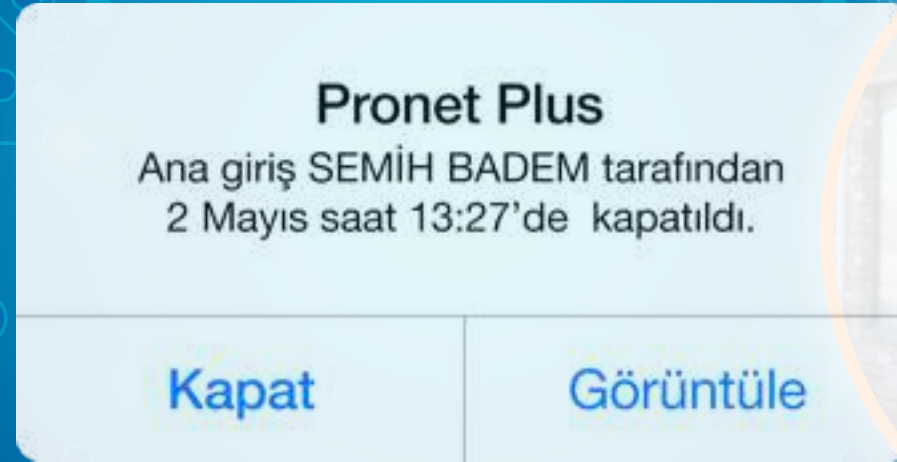 Pronet Plus
Ana giriş SEMİH BADEM tarafından
2 Mayıs saat 13:27'de kapatıldı.
Kapat
Görüntüle